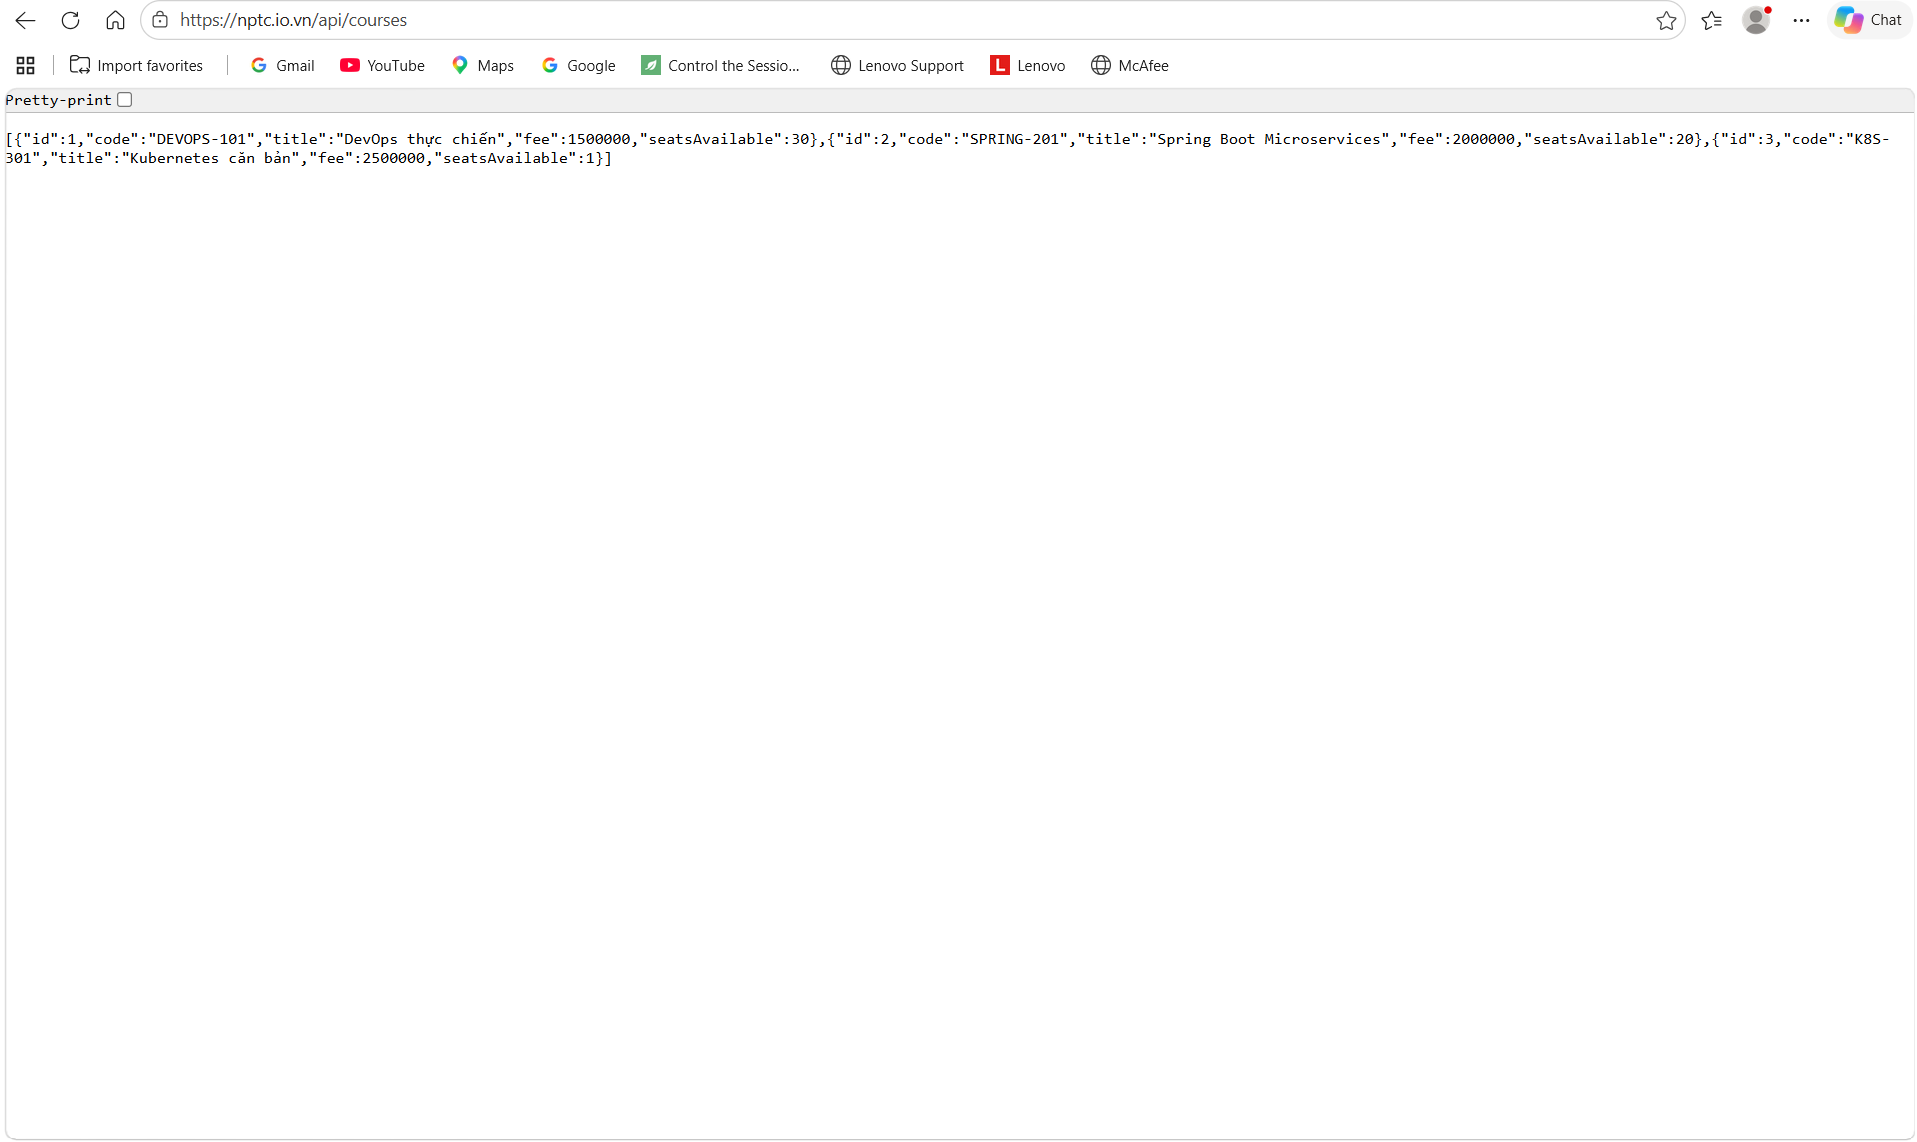 https://nptc.io.vn/api/courses
Chat
Import favorites Gmail YouTube Maps Google Control the Sessio... Lenovo Support Lenovo McAfee
Pretty-print
[{"id":1,"code":"DEVOPS-101","title":"DevOps thực chiến","fee":1500000,"seatsAvailable":30},{"id":2,"code":"SPRING-201","title":"Spring Boot Microservices","fee":2000000,"seatsAvailable":20},{"id":3,"code":"K8S-
301","title":"Kubernetes căn bản","fee":2500000,"seatsAvailable":1}]